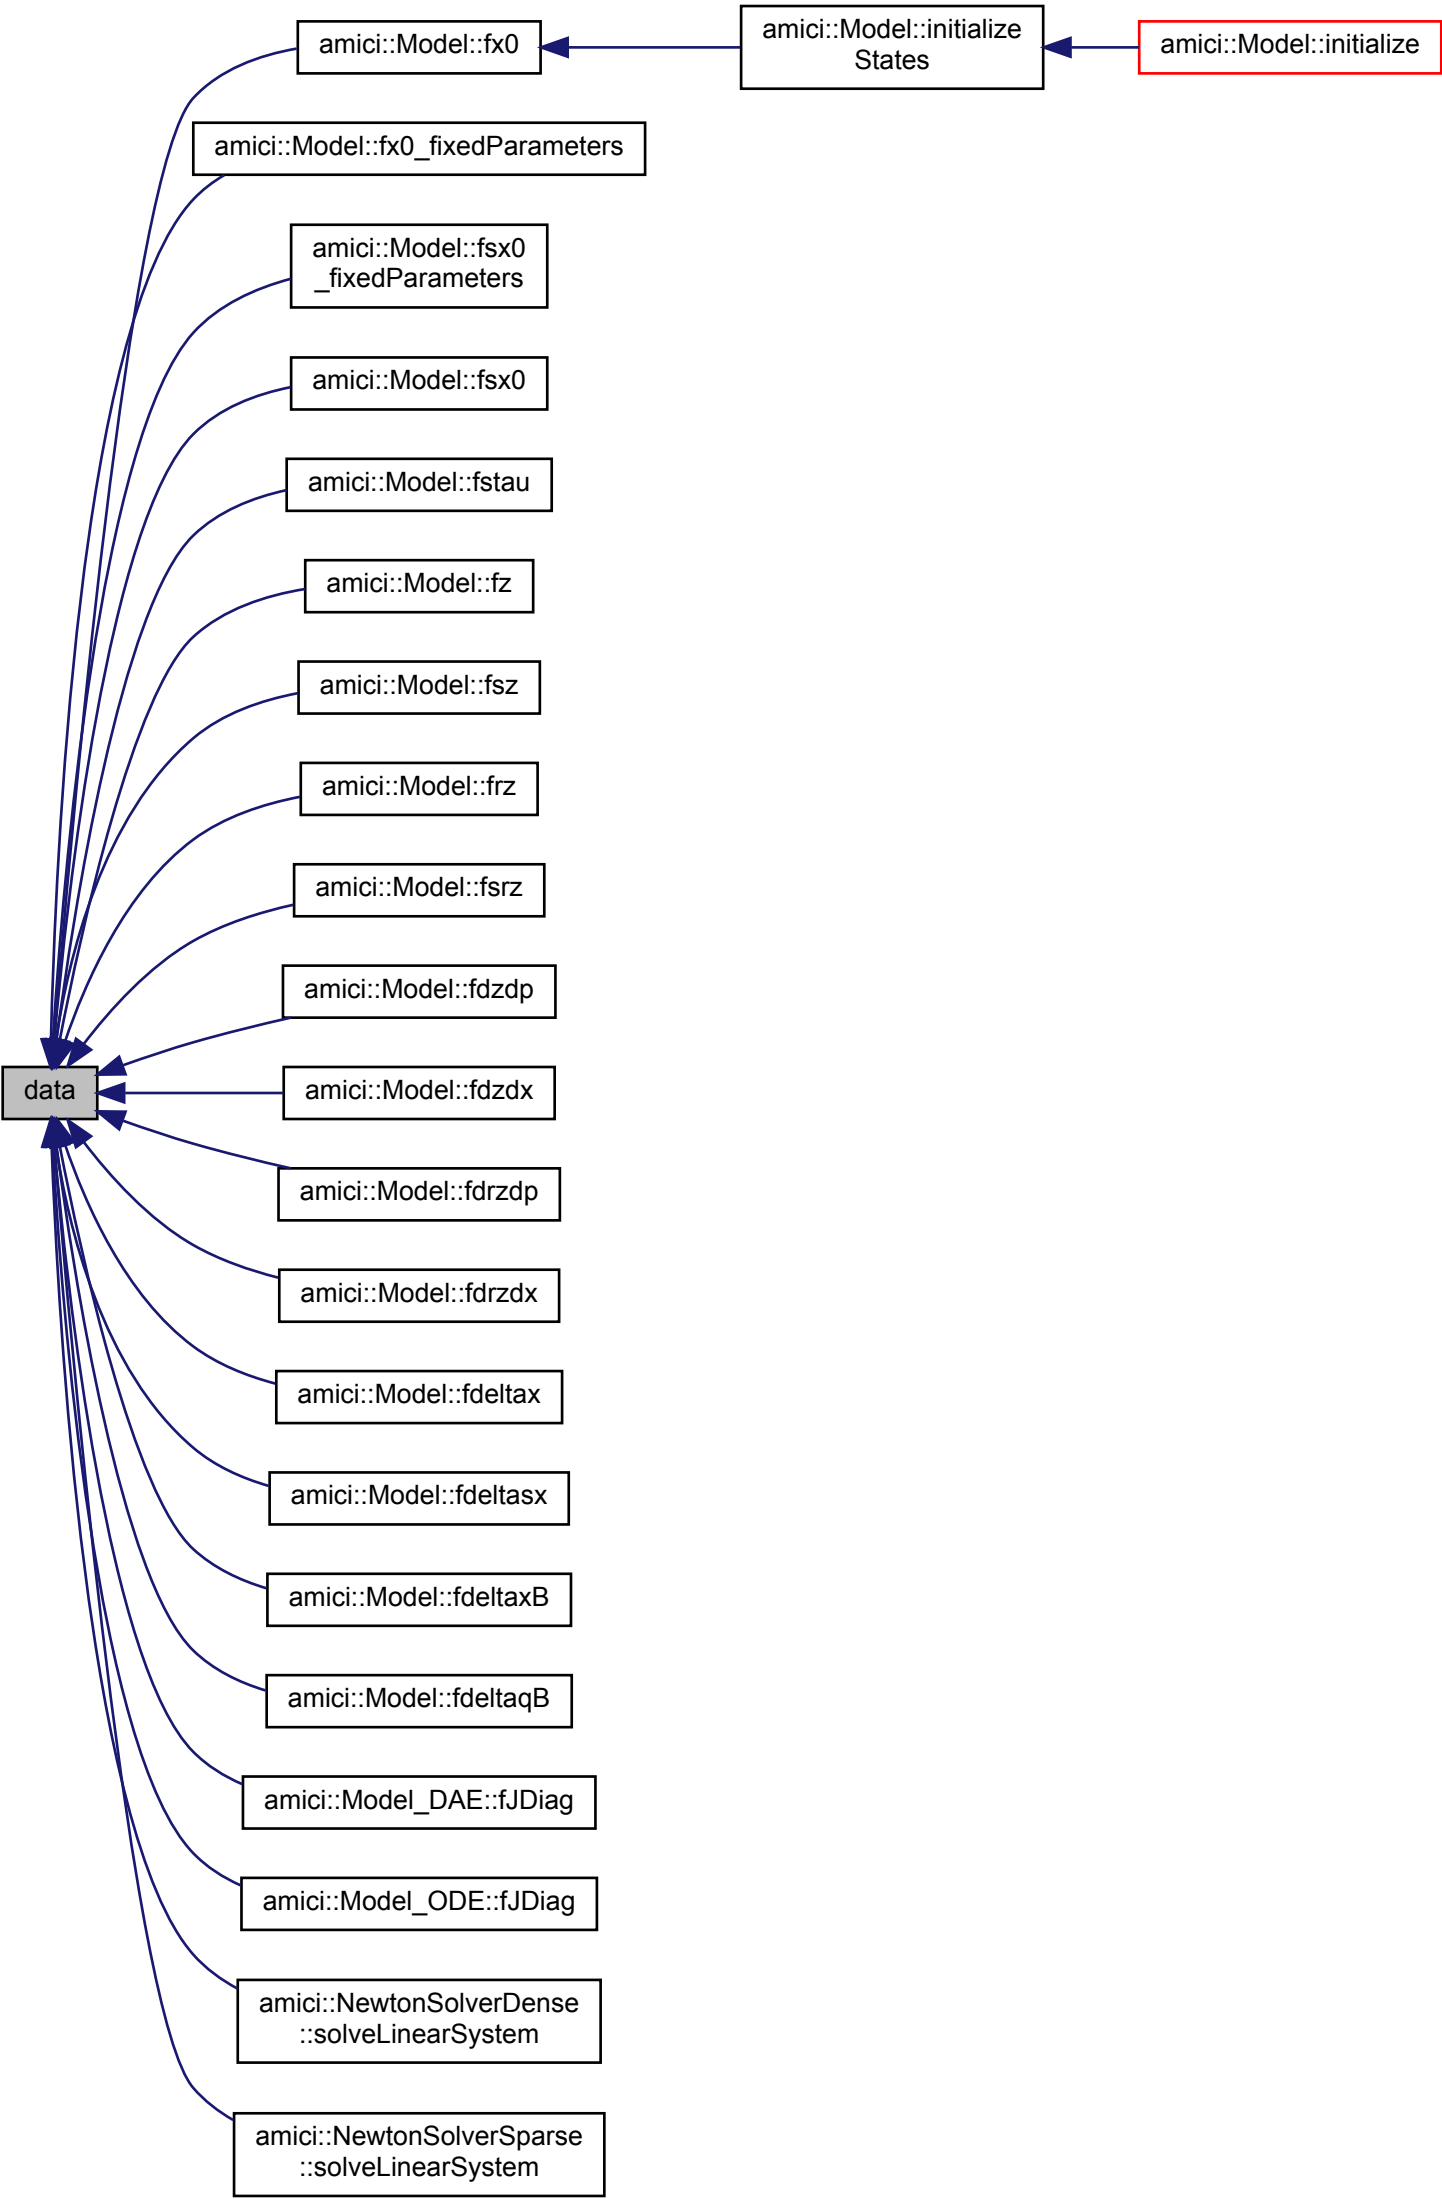 amici::Model::fx0
amici::Model::initialize
States
amici::Model::initialize
amici::Model::fx0_fixedParameters
amici::Model::fsx0
_fixedParameters
amici::Model::fsx0
amici::Model::fstau
amici::Model::fz
amici::Model::fsz
amici::Model::frz
amici::Model::fsrz
amici::Model::fdzdp
data
amici::Model::fdzdx
amici::Model::fdrzdp
amici::Model::fdrzdx
amici::Model::fdeltax
amici::Model::fdeltasx
amici::Model::fdeltaxB
amici::Model::fdeltaqB
amici::Model_DAE::fJDiag
amici::Model_ODE::fJDiag
amici::NewtonSolverDense
::solveLinearSystem
amici::NewtonSolverSparse
::solveLinearSystem